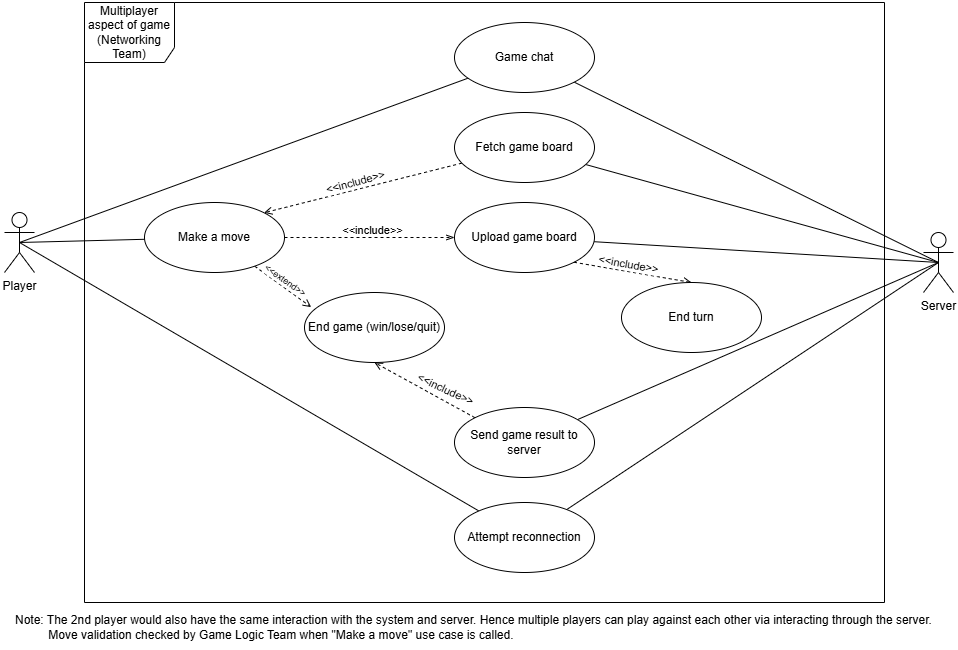 Multiplayer
aspect of game
(Networking
Team)
Game chat
Fetch game board
<<include>>
Make a move
<<include>>
Upload game board
<<include>>
<<extend>>
Player
Server
End game (win/lose/quit)
End turn
<<include>>
Send game result to
server
Attempt reconnection
Note: The 2nd player would also have the same interaction with the system and server. Hence multiple players can play against each other via interacting through the server.
Move validation checked by Game Logic Team when "Make a move" use case is called.